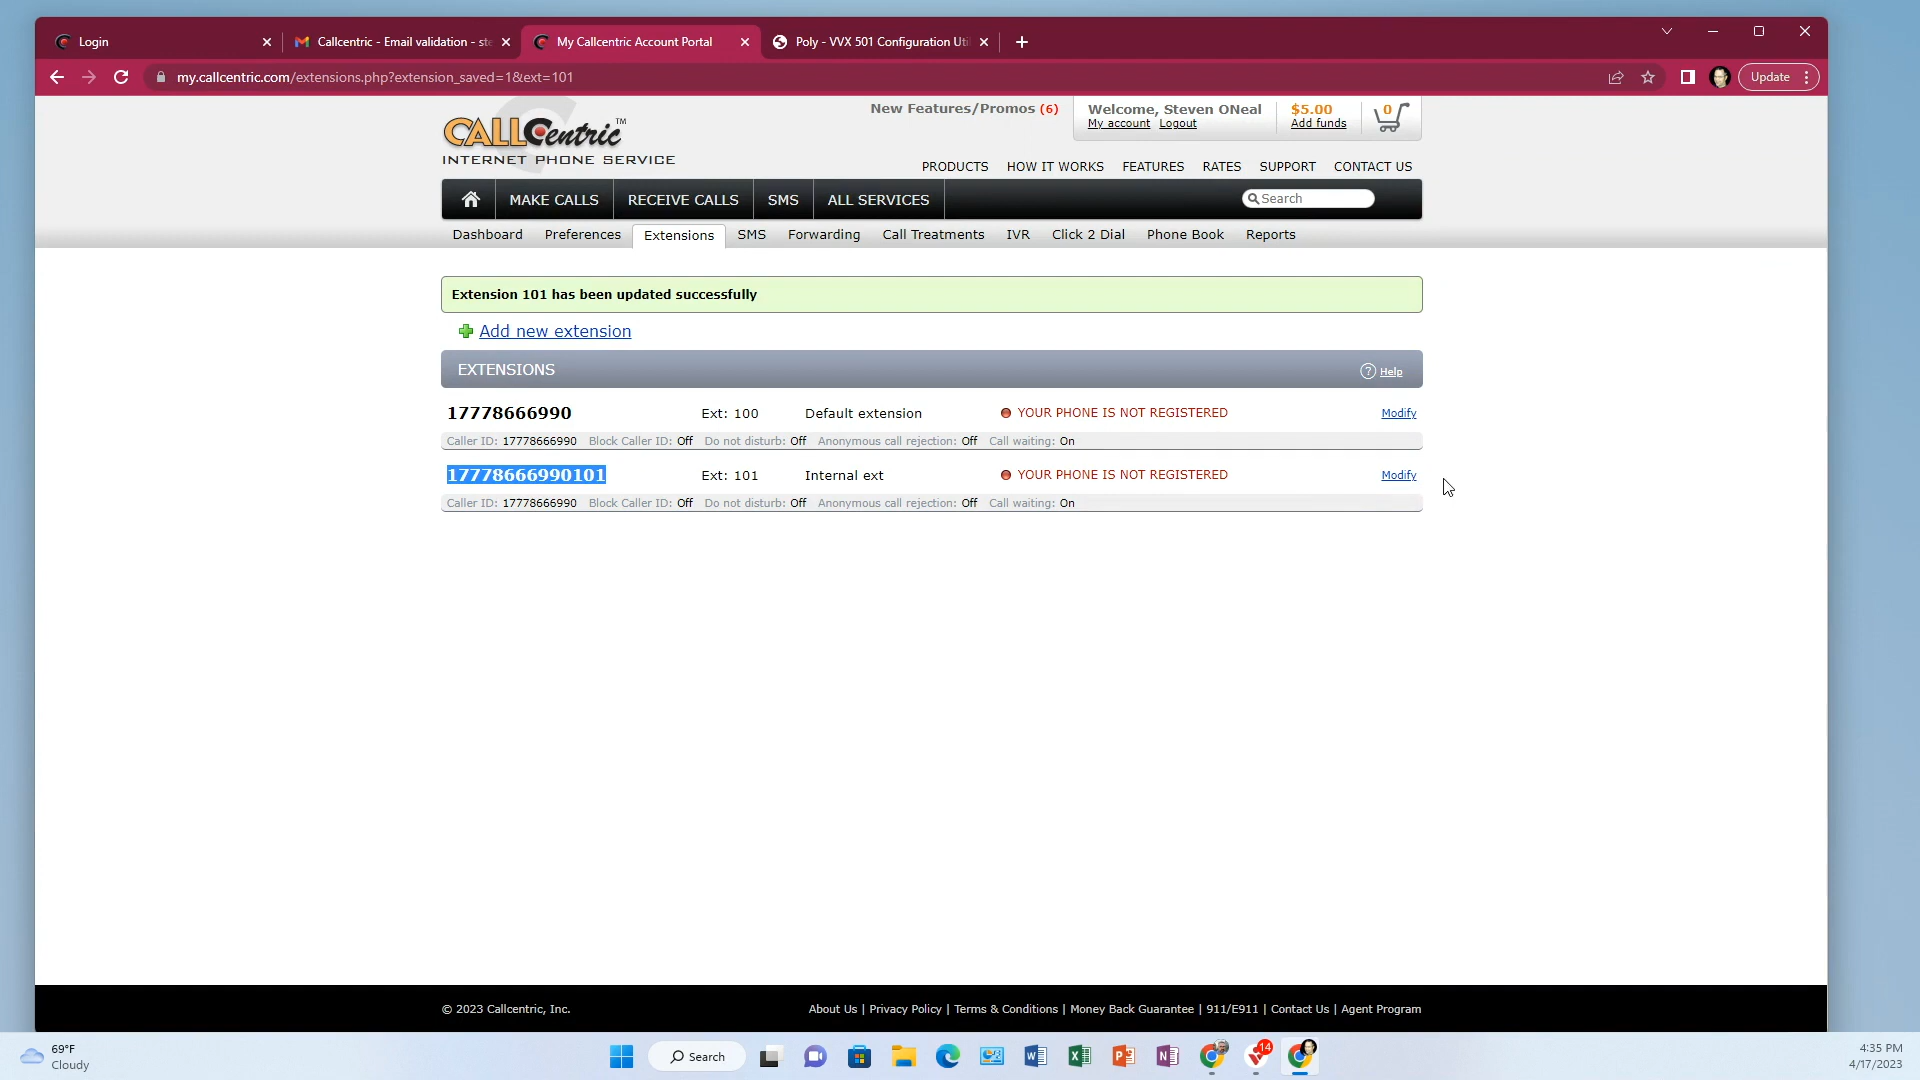 Login
Callcentric - Email validation - ste
My Callcentric Account Portal
Poly - VVX 501 Configuration Uti
my.callcentric.com/extensions.php?extension_saved=1&ext=101
Update
New Features/Promos (6)
Welcome, Steven ONeal
My account Logout
$5.00
Add funds
0
CALLCentric™
INTERNET PHONE SERVICE
PRODUCTS HOW IT WORKS FEATURES RATES SUPPORT CONTACT US
MAKE CALLS RECEIVE CALLS SMS ALL SERVICES
Search
Dashboard Preferences Extensions SMS Forwarding Call Treatments IVR Click 2 Dial Phone Book Reports
Extension 101 has been updated successfully
Add new extension
EXTENSIONS
? Help
17778666990 Ext: 100 Default extension YOUR PHONE IS NOT REGISTERED Modify
Caller ID: 17778666990 Block Caller ID: Off Do not disturb: Off Anonymous call rejection: Off Call waiting: On
17778666990101 Ext: 101 Internal ext YOUR PHONE IS NOT REGISTERED Modify
Caller ID: 17778666990 Block Caller ID: Off Do not disturb: Off Anonymous call rejection: Off Call waiting: On
© 2023 Callcentric, Inc.
About Us | Privacy Policy | Terms & Conditions | Money Back Guarantee | 911/E911 | Contact Us | Agent Program
69°F
Cloudy
Search
14
4:35 PM
4/17/2023